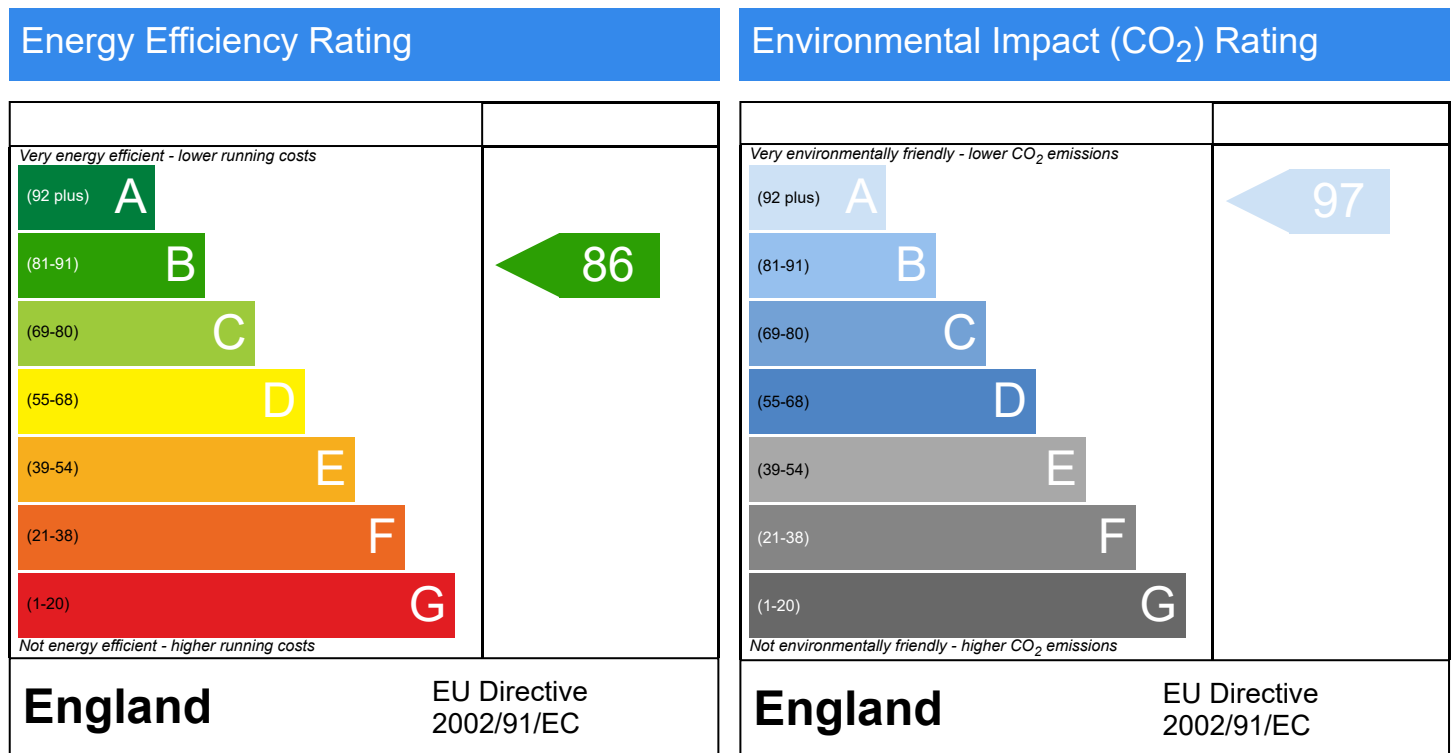 Energy Efficiency Rating
Very energy efficient - lower running costs
(92 plus) A
(81-91) B
(69-80) C
(55-68) D
(39-54) E
(21-38) F
(1-20) G
Not energy efficient - higher running costs
86
England
EU Directive
2002/91/EC
Environmental Impact (CO2) Rating
Very environmentally friendly - lower CO2 emissions
(92 plus) A
(81-91) B
(69-80) C
(55-68) D
(39-54) E
(21-38) F
(1-20) G
Not environmentally friendly - higher CO2 emissions
97
England
EU Directive
2002/91/EC